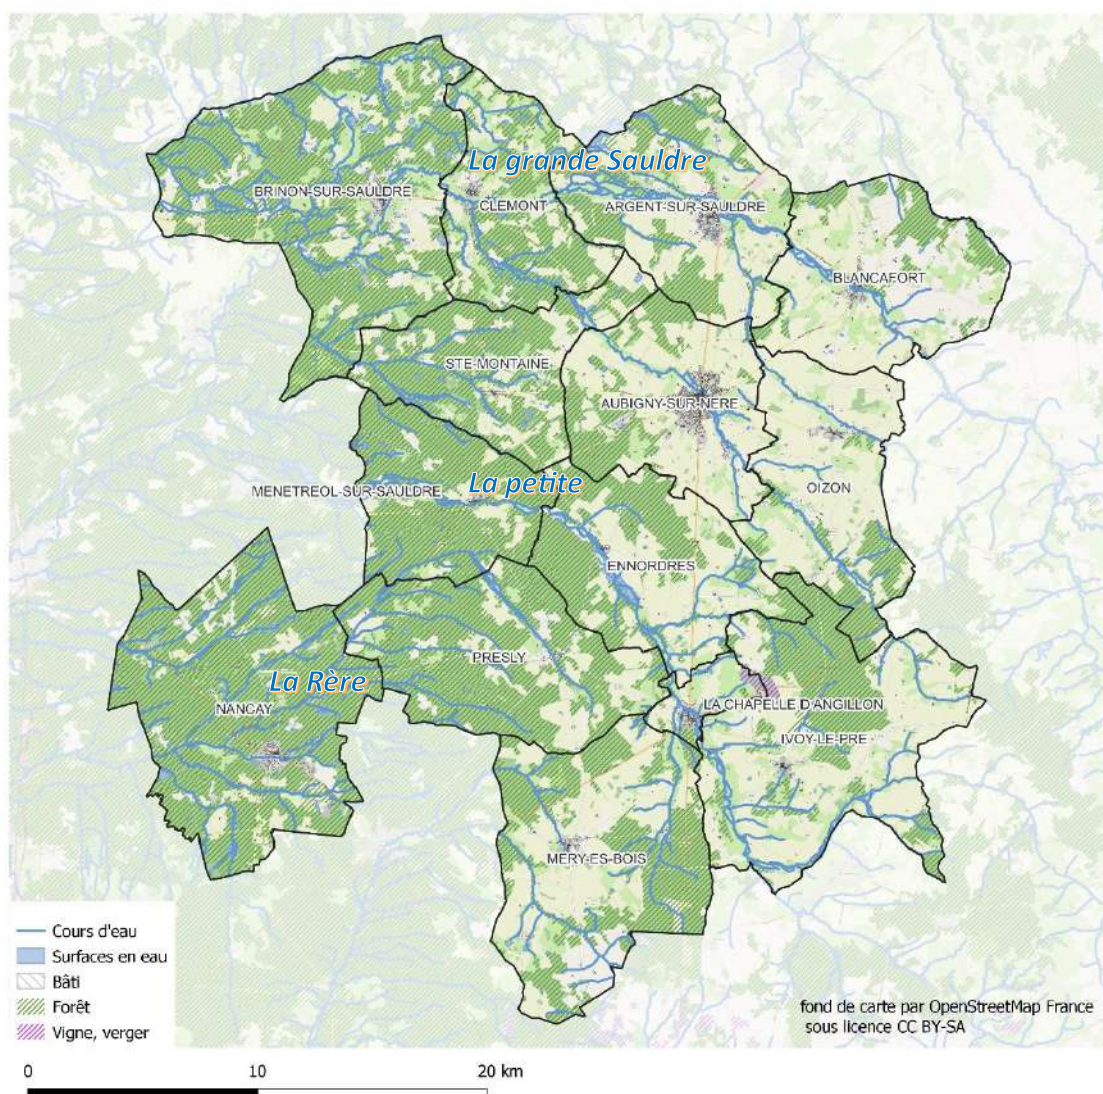 La grande Sauldre
BRINON-SUR-SAULDRE
CLEMONT
ARGENT-SUR-SAULDRE
BLANCAFORT
STE-MONTAINE
AUBIGNY-SUR-NERE
La petite
MENETREOL-SUR-SAULDRE
OIZON
ENNORDRES
PRESLY
La Rère
NANCAY
LA CHAPELLE D'ANGILLON
IVOY-LE-PRE
MERY-ES-BOIS
Cours d'eau
Surfaces en eau
Bâti
Forêt
Vigne, verger
fond de carte par OpenStreetMap France
sous licence CC BY-SA
0 10 20 km